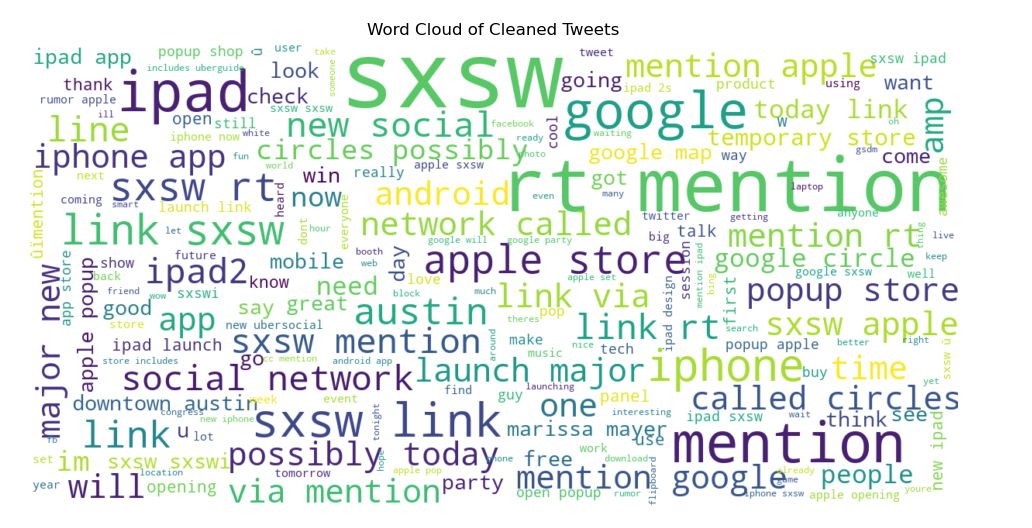 Word Cloud of Cleaned Tweets
ipad app
popup shop
û
user
tweet
take
sxsw
mention apple
sxsw ipad
includes uberguide
someone
look
going
thank
ipad
check
ipad 2s
product
using
want
rumor apple
ill
sxsw sxsw
google
today link
amp
line
open
still
new social
facebook
cool
w
oh
iphone now
white
ready
waiting
temporary store
iphone app
fun
circles possibly
photo
google map
way
gsdm
come
next
world
win
really
apple sxsw
got
rt mention
laptop
ûïmention
coming
smart
sxsw rt
heard
now
android
even
many
awesome
launch link
dont
hour
everyone
network called
twitter
getting
anyone
link sxsw
let
big
talk
mention rt
thing
live
future
booth
web
google will
google party
major new
apple popup
app store
show
back
ipad2
know
mobile
day
apple store
session
mention ipad
bing
google circle
google sxsw
well
keep
friend
wow
sxswi
need
love
apple set
ipad design
first
popup store
good
say great
block
much
link via
pop
store
app
new ubersocial
austin
theres
link rt
search
sxsw apple
ipad launch
sxsw mention
around
make
nice
tech
popup apple
better
right
sxsw û
store includes
go
cc mention
android app
music
social network
launch major
iphone
buy
time
yet
week
event
find
launching
guy
panel
downtown austin
congress
new iphone
tonight
one
interesting
called circles
fb
link
u
lot
sxsw link
marissa mayer
use
ipad sxsw
wait
think
see
new ipad
set
im sxsw sxswi
possibly today
hope
phone
work
mention
location
tomorrow
apple pop
free
download
flipboard
already
people
year
will
opening
via mention
party
mention google
game
youre
open popup
rumor
iphone sxsw
apple opening